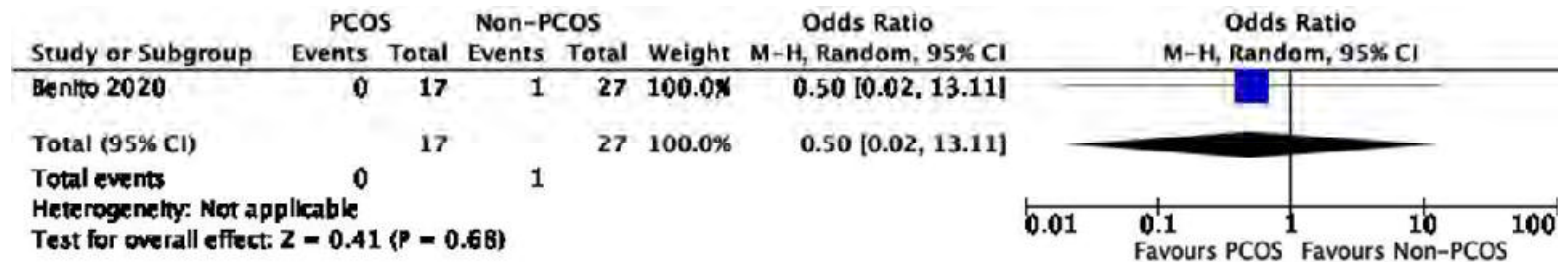 PCOS Non-PCOS Odds Ratio Odds Ratio
Study or Subgroup Events Total Events Total Weight M-H, Random, 95% CI M-H, Random, 95% CI
Benito 2020 0 17 1 27 100.0% 0.50 [0.02, 13.11]
Total (95% CI) 17 27 100.0% 0.50 [0.02, 13.11]
Total events 0 1
Heterogeneity: Not applicable
Test for overall effect: Z = 0.41 (P = 0.68)
0.01 0.1 1 10 100
Favours PCOS Favours Non-PCOS